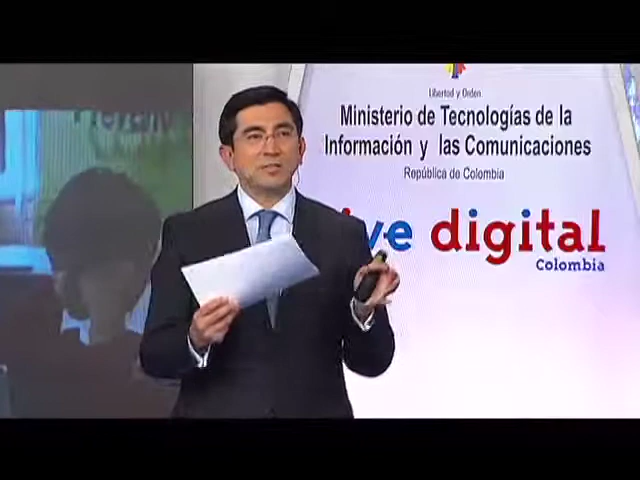 Libertad y Orden
Ministerio de Tecnologías de la
Información y las Comunicaciones
República de Colombia
digital
Colombia